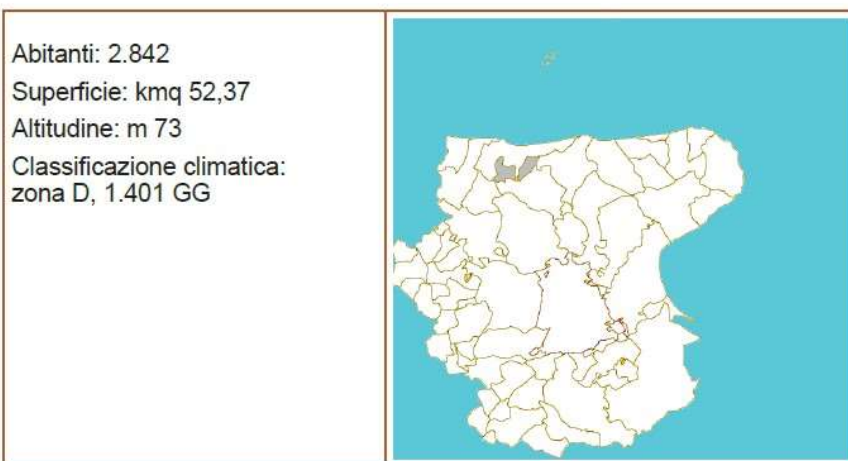 Abitanti: 2.842
Superficie: kmq 52,37
Altitudine: m 73
Classificazione climatica:
zona D, 1.401 GG